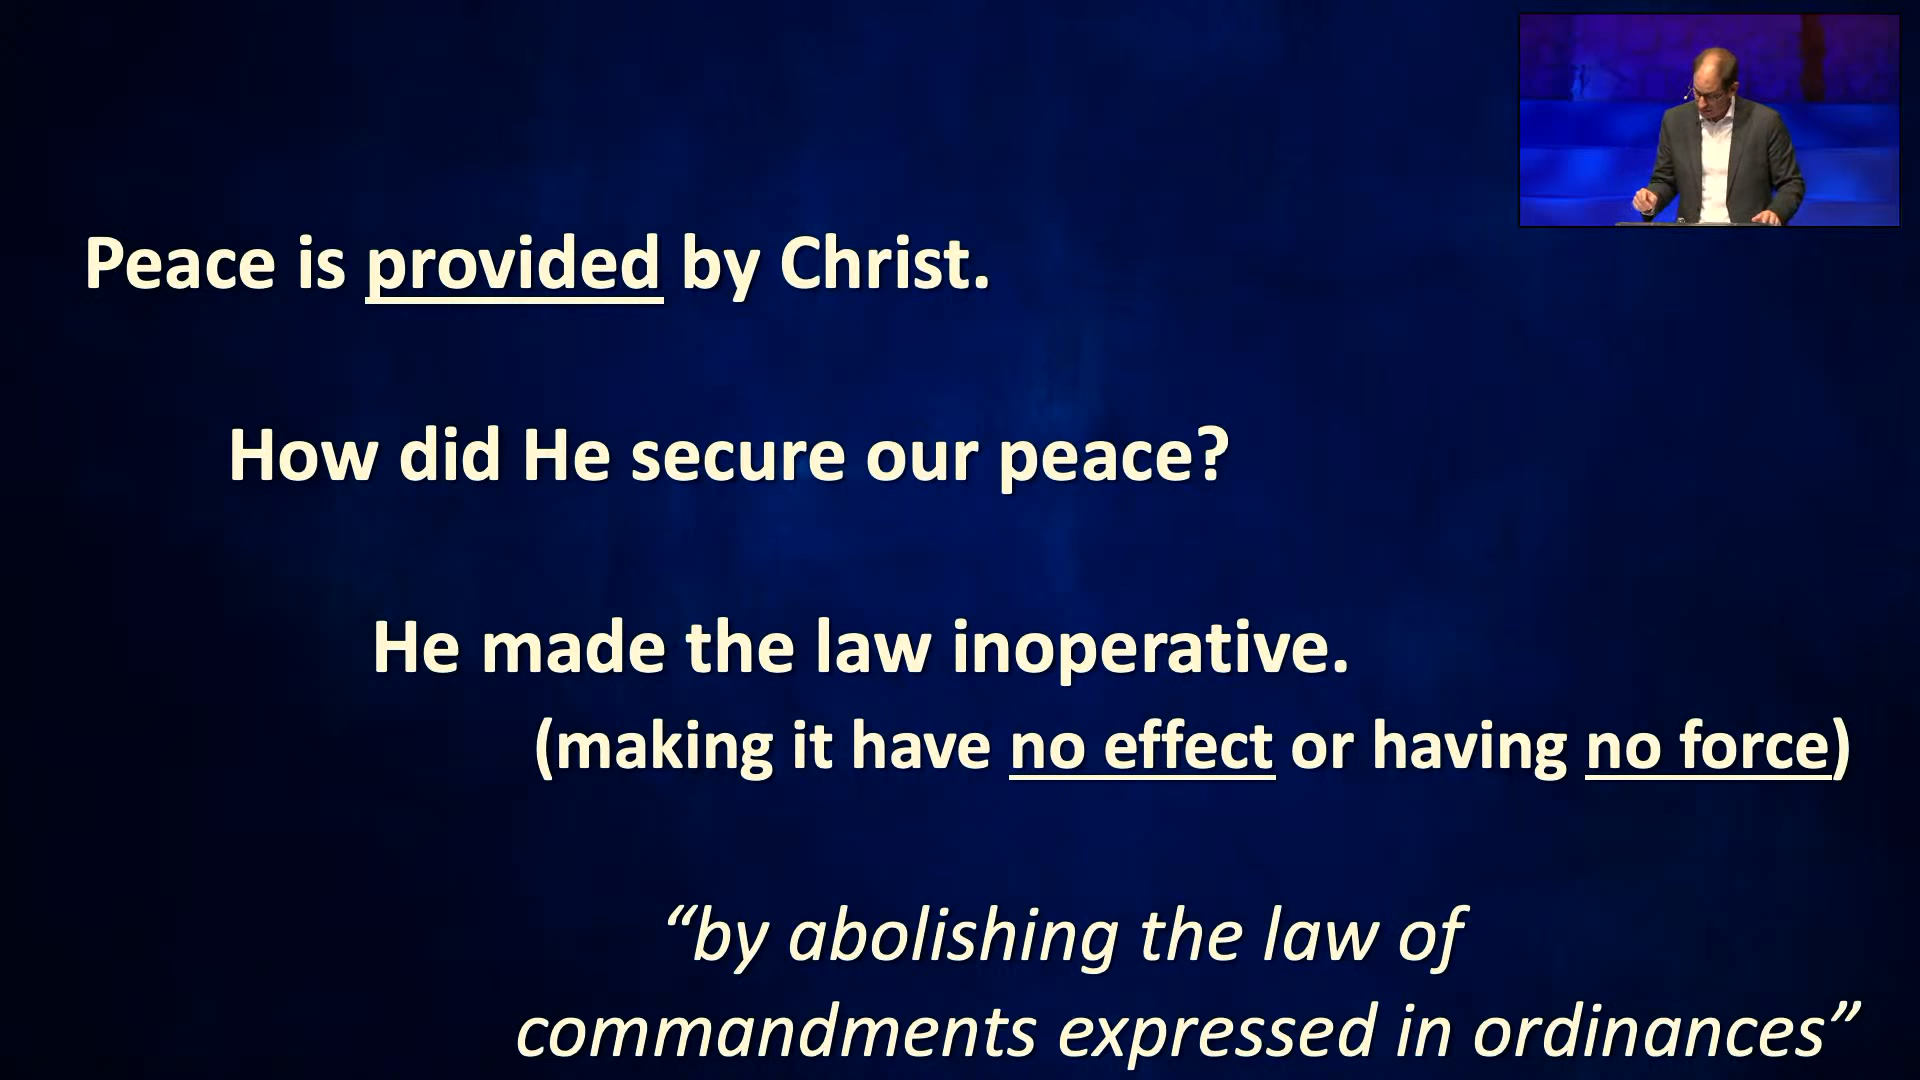 Peace is provided by Christ.
How did He secure our peace?
He made the law inoperative.
(making it have no effect or having no force)
“by abolishing the law of
commandments expressed in ordinances”